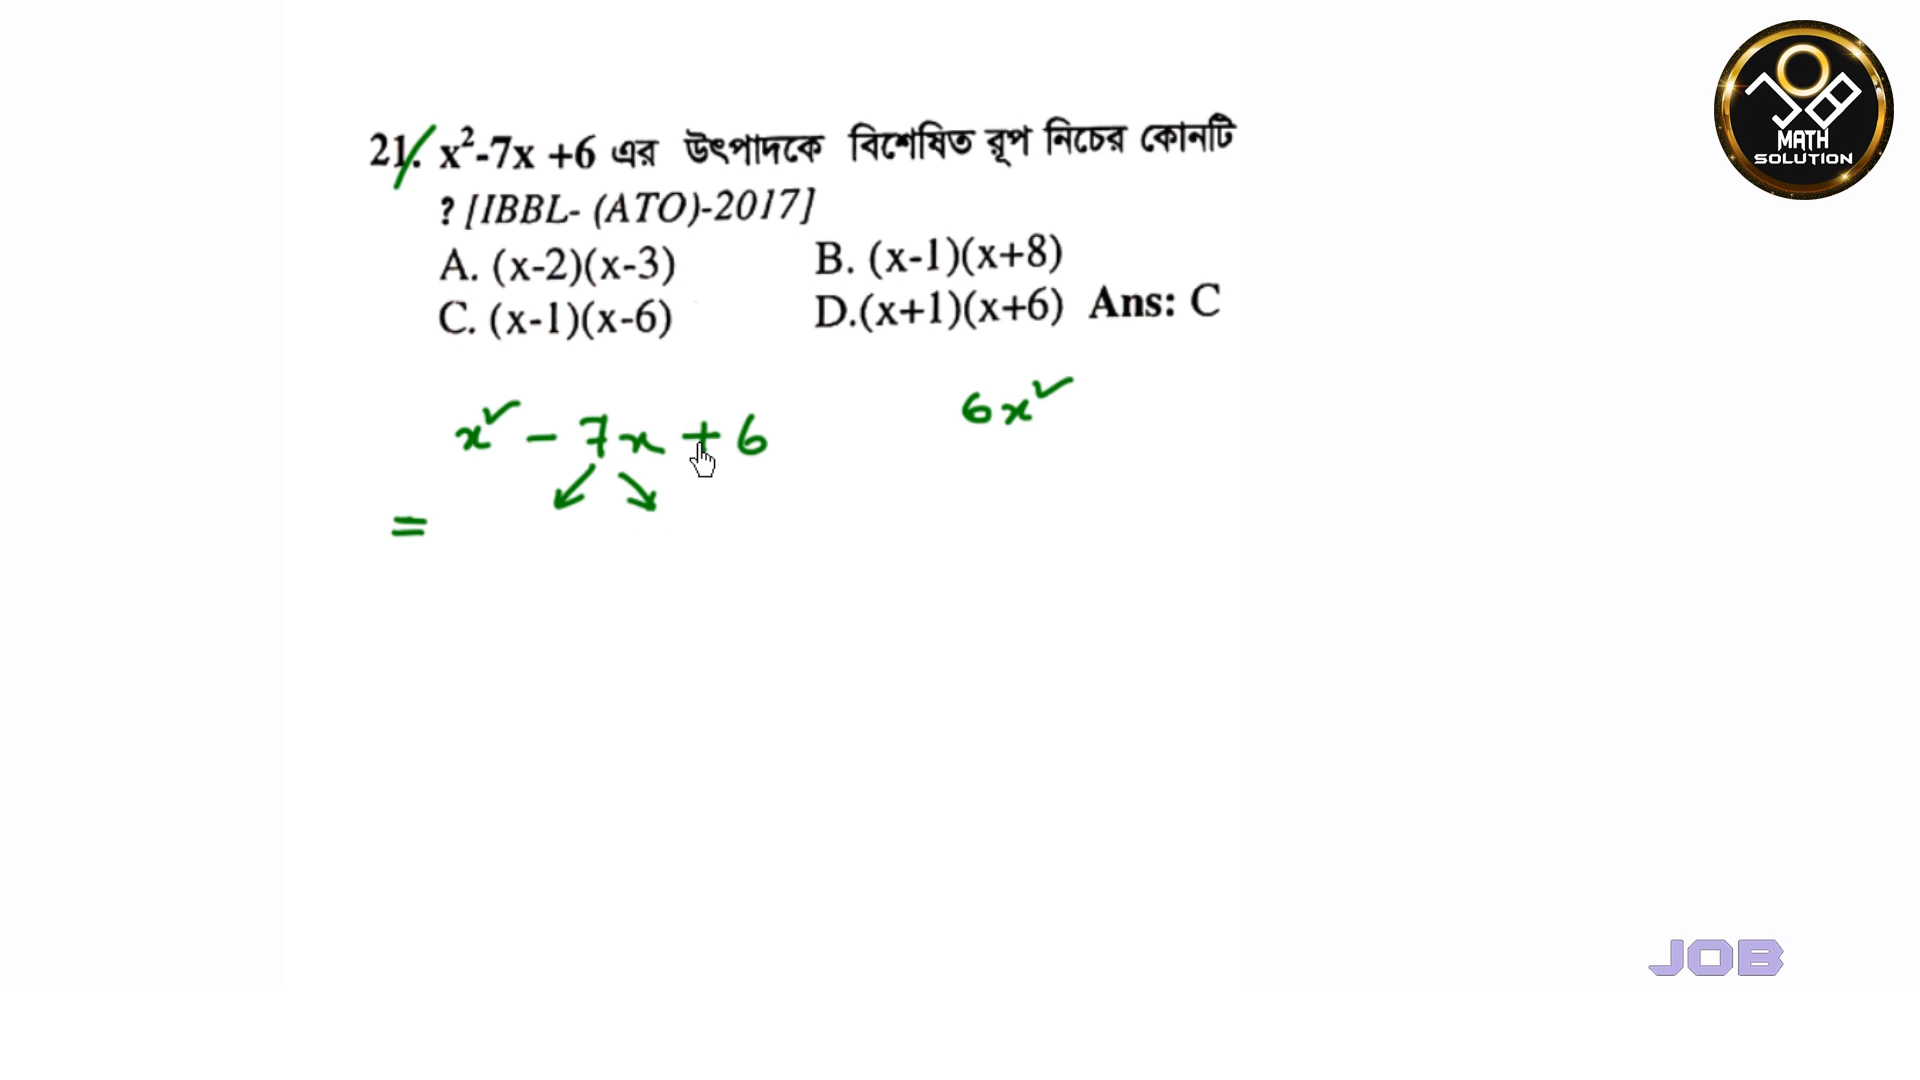 21. x²-7x +6 এর উৎপাদকে বিশেষিত রূপ নিচের কোনটি
? [IBBL- (ATO)-2017]
A. (x-2)(x-3) B. (x-1)(x+8)
C. (x-1)(x-6) D.(x+1)(x+6) Ans: C
x² - 7x + 6 6x²
=
JOB
MATH
SOLUTION
JOB